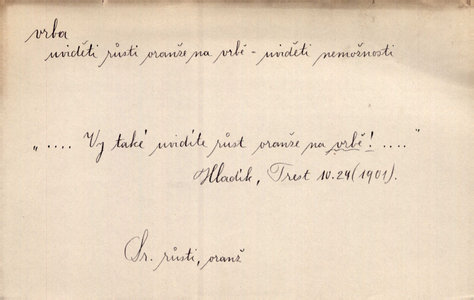 vrba
uviděti růsti oranže na vrbě - uviděti nemožnosti
„.... Vy také uvidíte růst oranže na vrbě! ...."
Hladík, Trest 10.24 (1901).
Sr. růsti, oranž